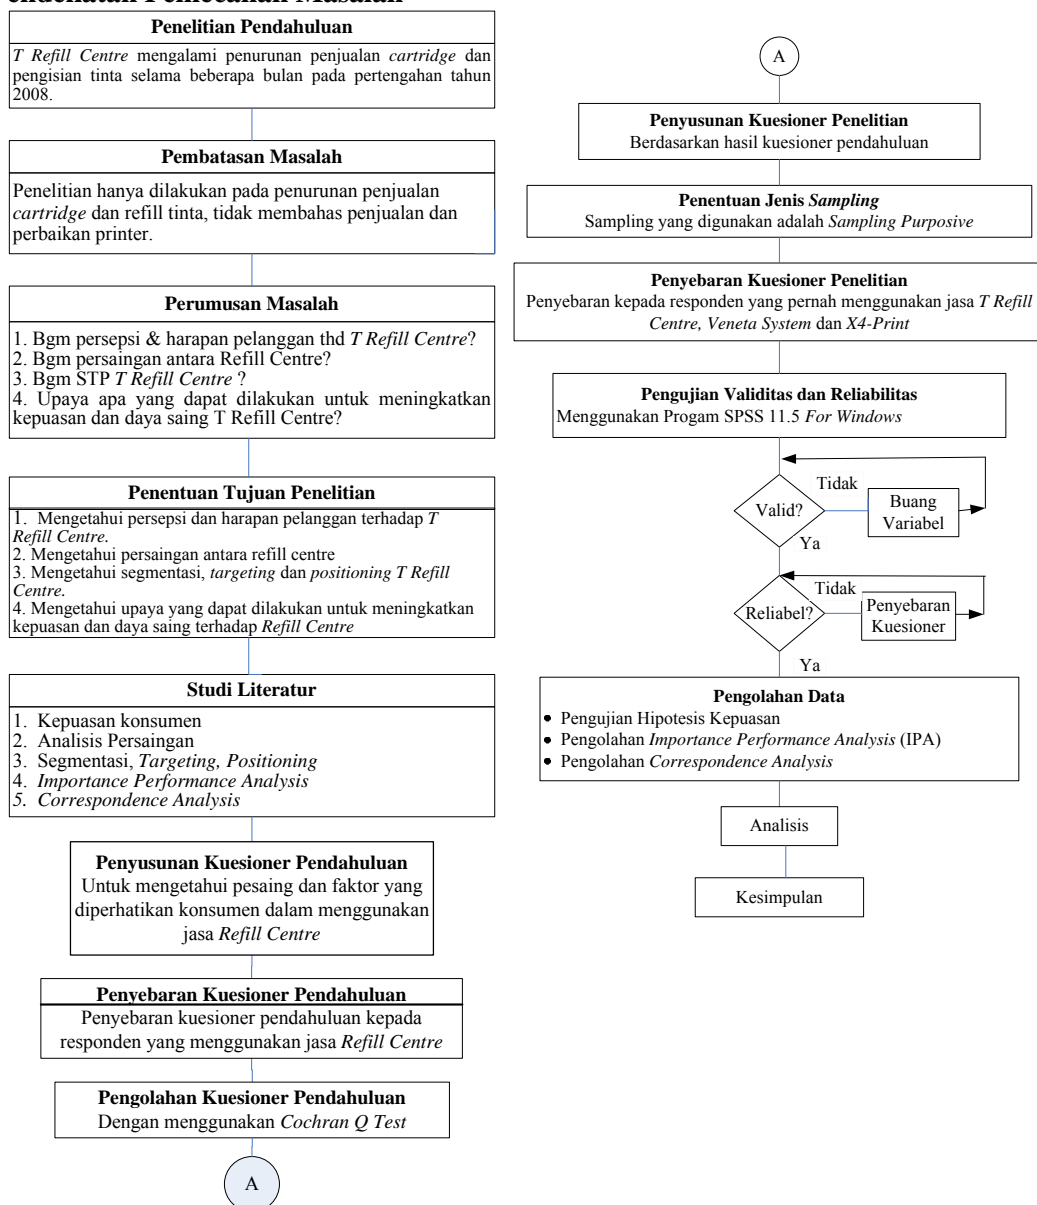 Penelitian Pendahuluan
T Refill Centre mengalami penurunan penjualan cartridge dan
pengisian tinta selama beberapa bulan pada pertengahan tahun
2008.
Pembatasan Masalah
Penelitian hanya dilakukan pada penurunan penjualan
cartridge dan refill tinta, tidak membahas penjualan dan
perbaikan printer.
Perumusan Masalah
1. Bgm persepsi & harapan pelanggan thd T Refill Centre?
2. Bgm persaingan antara Refill Centre?
3. Bgm STP T Refill Centre ?
4. Upaya apa yang dapat dilakukan untuk meningkatkan
kepuasan dan daya saing T Refill Centre?
Penentuan Tujuan Penelitian
1. Mengetahui persepsi dan harapan pelanggan terhadap T
Refill Centre.
2. Mengetahui persaingan antara refill centre
3. Mengetahui segmentasi, targeting dan positioning T Refill
Centre.
4. Mengetahui upaya yang dapat dilakukan untuk meningkatkan
kepuasan dan daya saing terhadap Refill Centre
Studi Literatur
1. Kepuasan konsumen
2. Analisis Persaingan
3. Segmentasi, Targeting, Positioning
4. Importance Performance Analysis
5. Correspondence Analysis
Penyusunan Kuesioner Pendahuluan
Untuk mengetahui pesaing dan faktor yang
diperhatikan konsumen dalam menggunakan
jasa Refill Centre
Penyebaran Kuesioner Pendahuluan
Penyebaran kuesioner pendahuluan kepada
responden yang menggunakan jasa Refill Centre
Pengolahan Kuesioner Pendahuluan
Dengan menggunakan Cochran Q Test
A
A
Penyusunan Kuesioner Penelitian
Berdasarkan hasil kuesioner pendahuluan
Penentuan Jenis Sampling
Sampling yang digunakan adalah Sampling Purposive
Penyebaran Kuesioner Penelitian
Penyebaran kepada responden yang pernah menggunakan jasa T Refill
Centre, Veneta System dan X4-Print
Pengujian Validitas dan Reliabilitas
Menggunakan Progam SPSS 11.5 For Windows
Valid?
Tidak
Buang
Variabel
Ya
Reliabel?
Tidak
Penyebaran
Kuesioner
Ya
Pengolahan Data
• Pengujian Hipotesis Kepuasan
• Pengolahan Importance Performance Analysis (IPA)
• Pengolahan Correspondence Analysis
Analisis
Kesimpulan